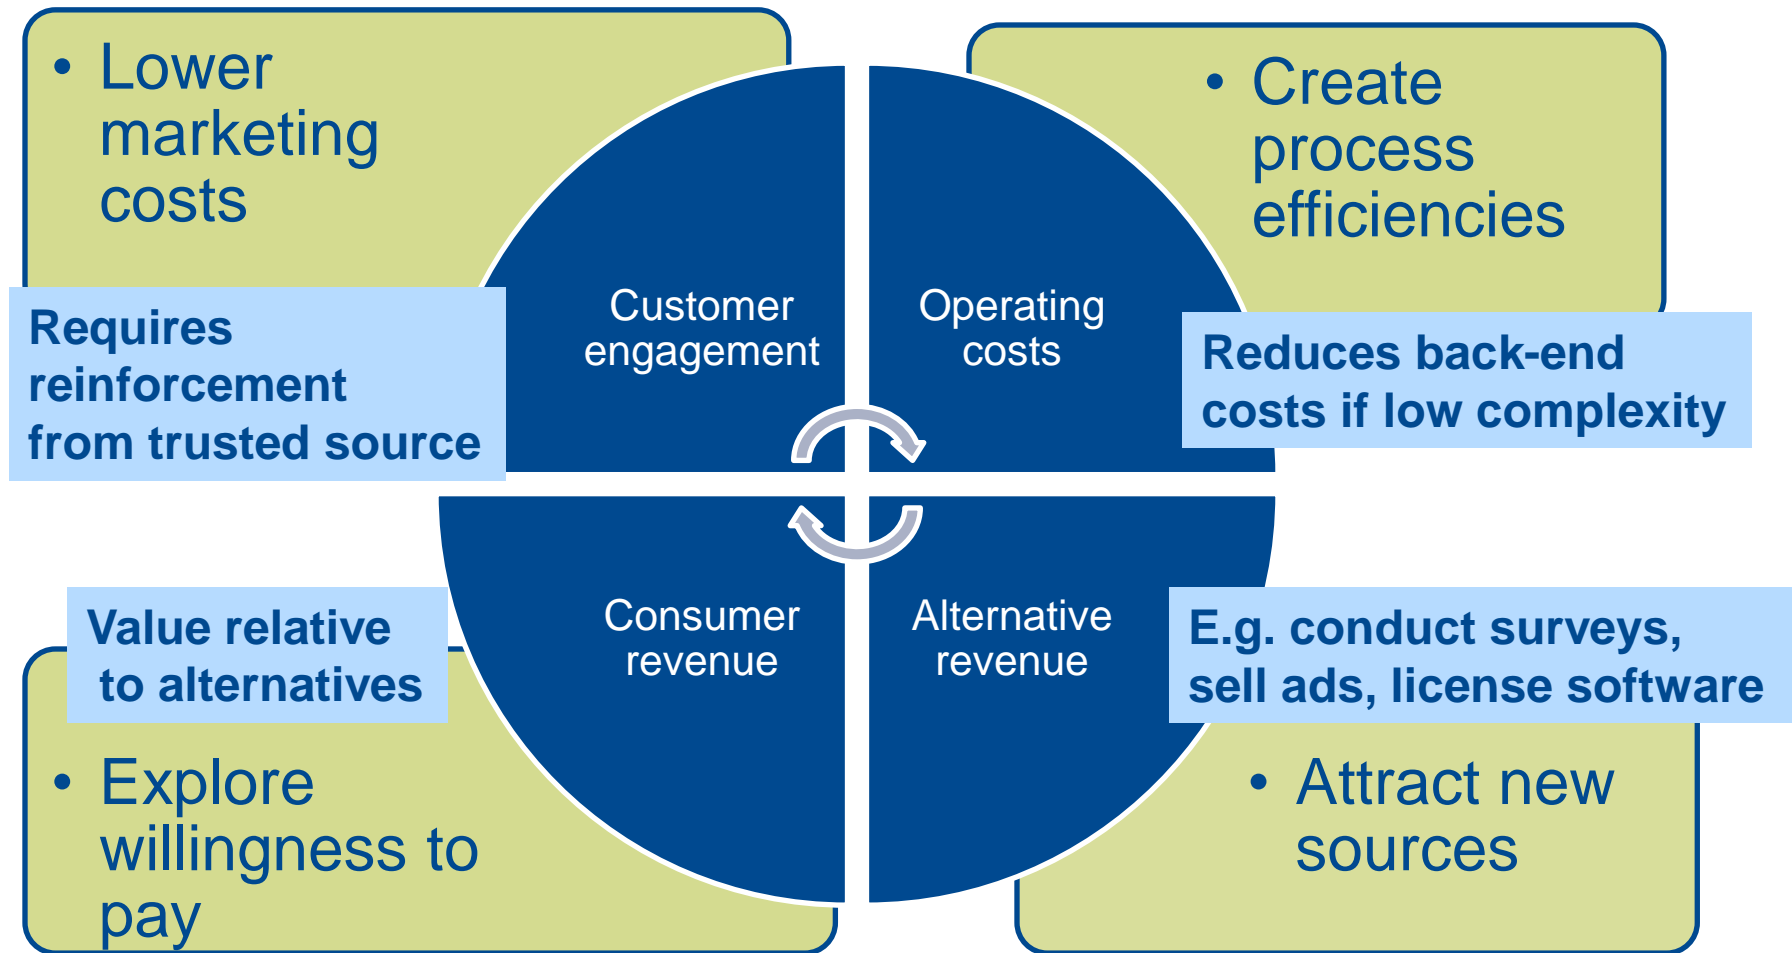 • Lower
marketing
costs
Requires
reinforcement
from trusted source
Customer
engagement
• Create
process
efficiencies
Operating
costs
Reduces back-end
costs if low complexity
Value relative
to alternatives
• Explore
willingness to
pay
Consumer
revenue
Alternative
revenue
E.g. conduct surveys,
sell ads, license software
• Attract new
sources